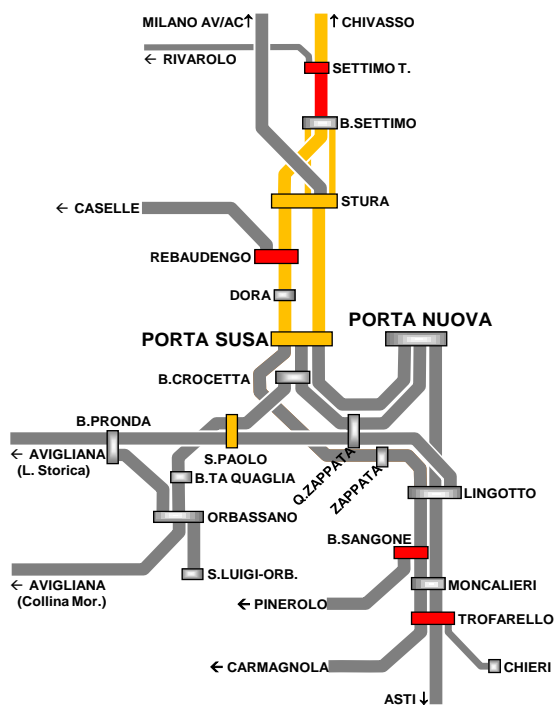 MILANO AV/AC↑
↑ CHIVASSO
← RIVAROLO
SETTIMO T.
B.SETTIMO
STURA
← CASELLE
REBAUDENGO
DORA
PORTA NUOVA
PORTA SUSA
B.CROCETTA
B.PRONDA
← AVIGLIANA
(L. Storica)
S.PAOLO
Q.ZAPPATA
ZAPPATA
B.TA QUAGLIA
LINGOTTO
ORBASSANO
B.SANGONE
S.LUIGI-ORB.
← AVIGLIANA
(Collina Mor.)
MONCALIERI
← PINEROLO
TROFARELLO
← CARMAGNOLA
CHIERI
ASTI ↓